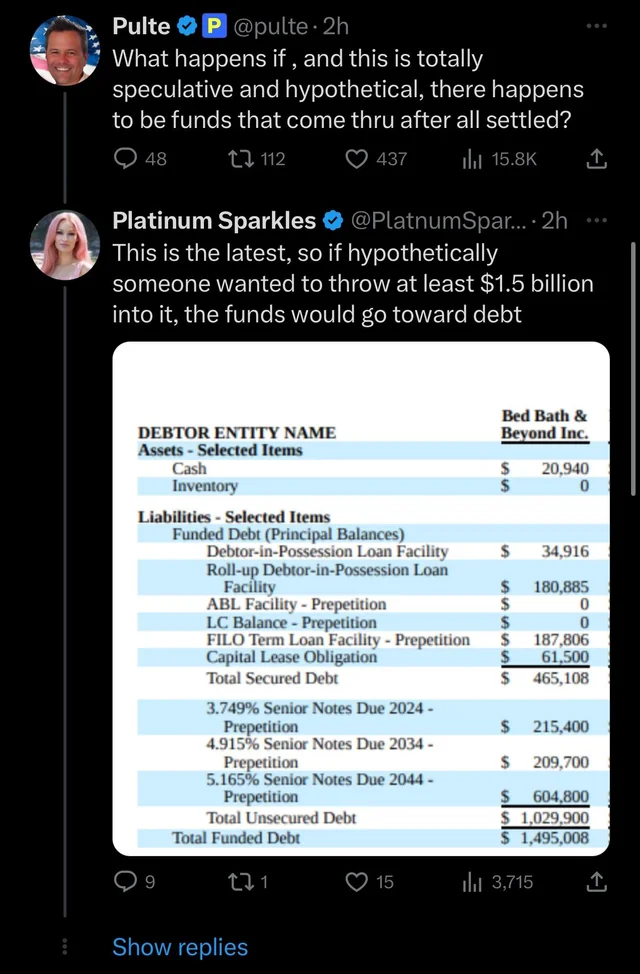 Pulte P @pulte · 2h
What happens if , and this is totally
speculative and hypothetical, there happens
to be funds that come thru after all settled?
48 112 437 15.8K
Platinum Sparkles @PlatnumSpar... · 2h
This is the latest, so if hypothetically
someone wanted to throw at least $1.5 billion
into it, the funds would go toward debt
Bed Bath &
DEBTOR ENTITY NAME Beyond Inc.
Assets - Selected Items
Cash $ 20,940
Inventory $ 0
Liabilities - Selected Items
Funded Debt (Principal Balances)
Debtor-in-Possession Loan Facility $ 34,916
Roll-up Debtor-in-Possession Loan
Facility $ 180,885
ABL Facility - Prepetition $ 0
LC Balance - Prepetition $ 0
FILO Term Loan Facility - Prepetition $ 187,806
Capital Lease Obligation $ 61,500
Total Secured Debt $ 465,108
3.749% Senior Notes Due 2024 -
Prepetition $ 215,400
4.915% Senior Notes Due 2034 -
Prepetition $ 209,700
5.165% Senior Notes Due 2044 -
Prepetition $ 604,800
Total Unsecured Debt $ 1,029,900
Total Funded Debt $ 1,495,008
9 1 15 3,715
Show replies